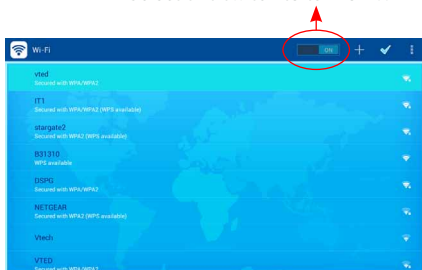 Wi-Fi
ON
vted
Secured with WPA/WPA2
IT1
Secured with WPA/WPA2 (WPS available)
stargate2
Secured with WPA2 (WPS available)
B31310
WPS available
DSPG
Secured with WPA/WPA2
NETGEAR
Secured with WPA2 (WPS available)
Vtech
VTED
Secured with WPA/WPA2